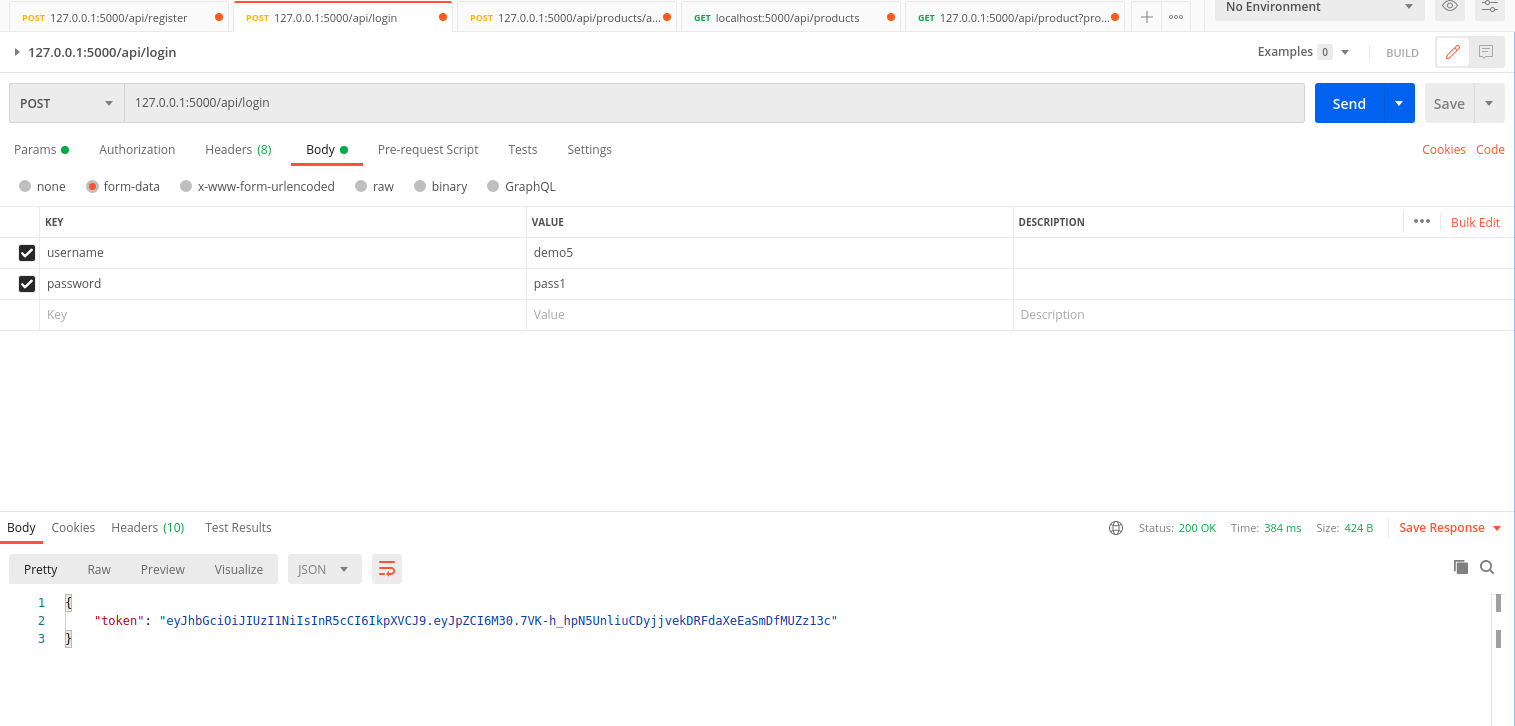 POST 127.0.0.1:5000/api/register POST 127.0.0.1:5000/api/login POST 127.0.0.1:5000/api/products/a... GET localhost:5000/api/products GET 127.0.0.1:5000/api/product?pro... No Environment
127.0.0.1:5000/api/login Examples 0 BUILD
POST 127.0.0.1:5000/api/login Send Save
Params Authorization Headers (8) Body Pre-request Script Tests Settings Cookies Code
none form-data x-www-form-urlencoded raw binary GraphQL
KEY VALUE DESCRIPTION Bulk Edit
username demo5
password pass1
Key Value Description
Body Cookies Headers (10) Test Results Status: 200 OK Time: 384 ms Size: 424 B Save Response
Pretty Raw Preview Visualize JSON
1 {
2 "token": "eyJhbGciOiJIUzI1NiIsInR5cCI6IkpXVCJ9.eyJpZCI6M30.7VK-h_hpN5UnliuCDyjjvekDRFdaXeEaSmDfMUZz13c"
3 }